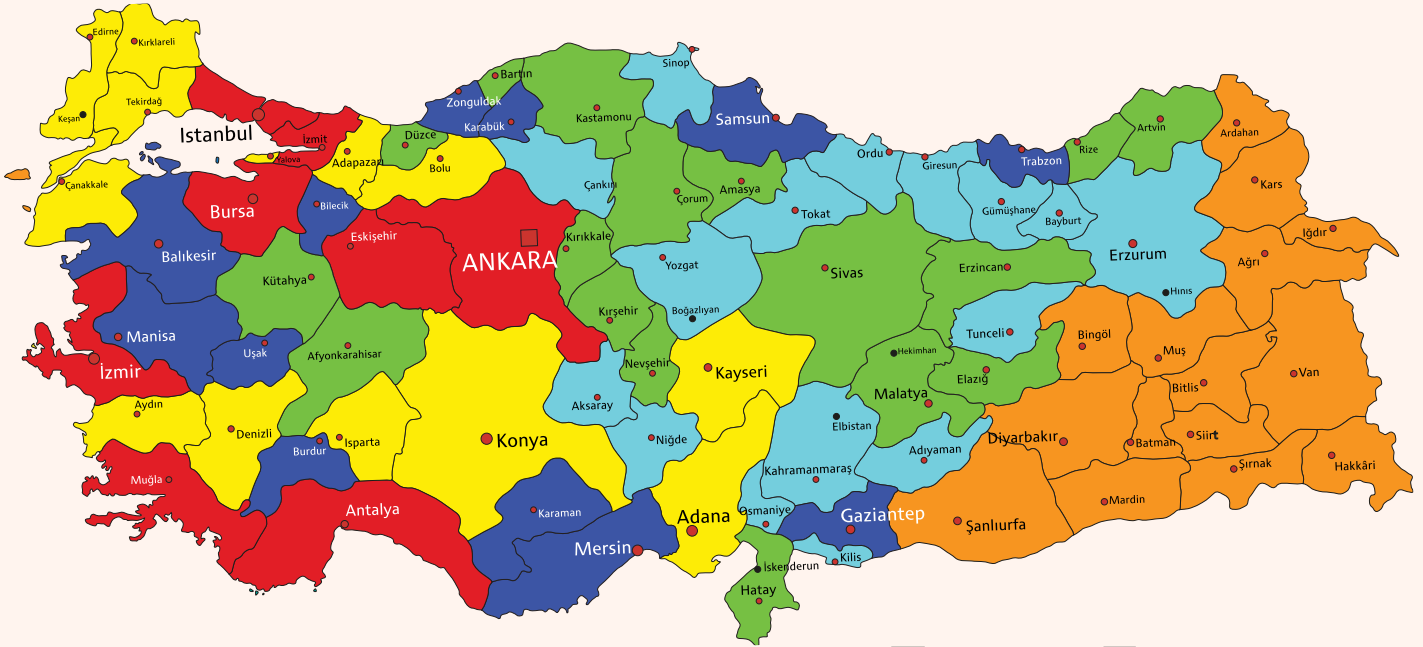 Edirne
Kırklareli
Keşan
Tekirdağ
Istanbul
İzmit
Yalova
Adapazarı
Düzce
Bolu
Zonguldak
Bartın
Karabük
Kastamonu
Sinop
Samsun
Ordu
Giresun
Trabzon
Rize
Artvin
Ardahan
Çanakkale
Bursa
Bilecik
Eskişehir
ANKARA
Kırıkkale
Çankırı
Çorum
Amasya
Tokat
Gümüşhane
Bayburt
Kars
Iğdır
Balıkesir
Kütahya
Yozgat
Sivas
Erzincan
Erzurum
Ağrı
Manisa
Uşak
Afyonkarahisar
Kırşehir
Boğazlıyan
Hekimhan
Tunceli
Hınıs
Bingöl
Muş
İzmir
Aydın
Denizli
Isparta
Burdur
Konya
Aksaray
Nevşehir
Niğde
Kayseri
Malatya
Elazığ
Elbistan
Diyarbakır
Batman
Bitlis
Siirt
Van
Muğla
Antalya
Karaman
Mersin
Adana
Kahramanmaraş
Osmaniye
Adıyaman
Gaziantep
Kilis
Şanlıurfa
Mardin
Şırnak
Hakkâri
İskenderun
Hatay